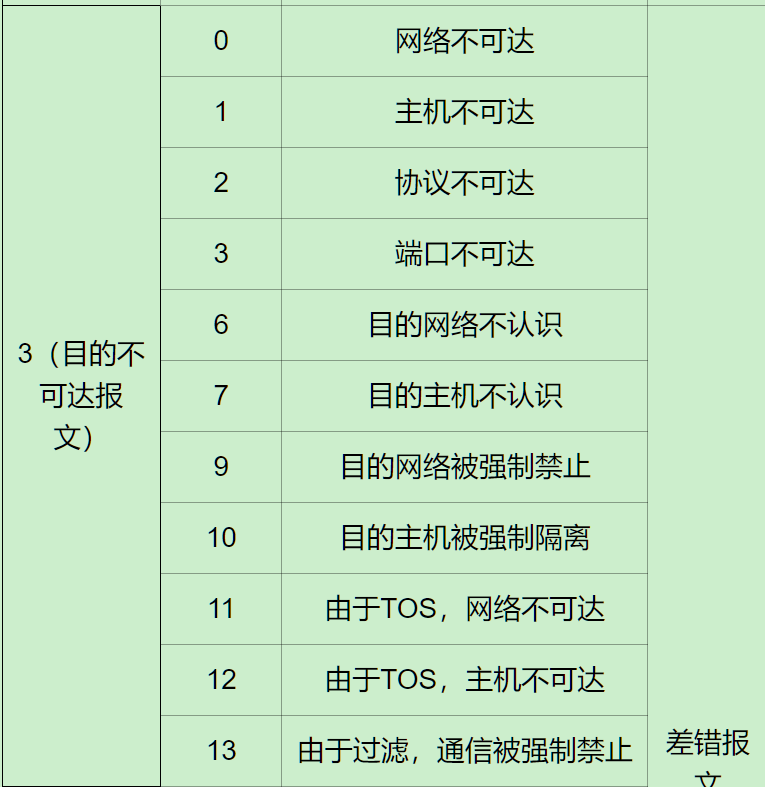 0 网络不可达
1 主机不可达
2 协议不可达
3 端口不可达
6 目的网络不认识
3（目的不
可达报
文）
7 目的主机不认识
9 目的网络被强制禁止
10 目的主机被强制隔离
11 由于TOS，网络不可达
12 由于TOS，主机不可达
13 由于过滤，通信被强制禁止
差错报
文